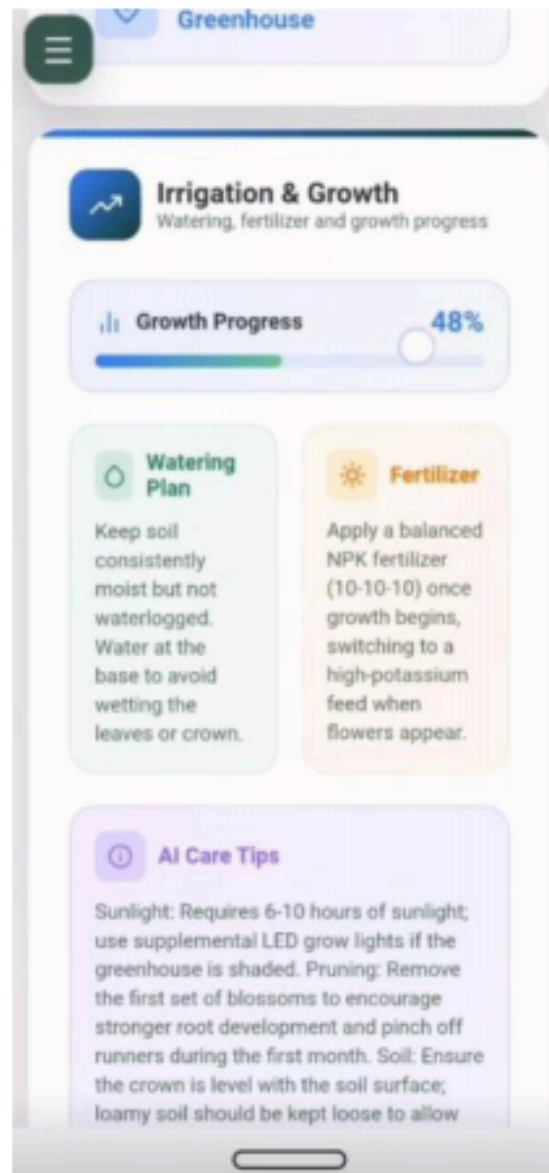 Greenhouse
Irrigation & Growth
Watering, fertilizer and growth progress
Growth Progress
48%
Watering
Plan
Keep soil
consistently
moist but not
waterlogged.
Water at the
base to avoid
wetting the
leaves or crown.
Fertilizer
Apply a balanced
NPK fertilizer
(10-10-10) once
growth begins,
switching to a
high-potassium
feed when
flowers appear.
AI Care Tips
Sunlight: Requires 6-10 hours of sunlight;
use supplemental LED grow lights if the
greenhouse is shaded. Pruning: Remove
the first set of blossoms to encourage
stronger root development and pinch off
runners during the first month. Soil: Ensure
the crown is level with the soil surface;
loamy soil should be kept loose to allow